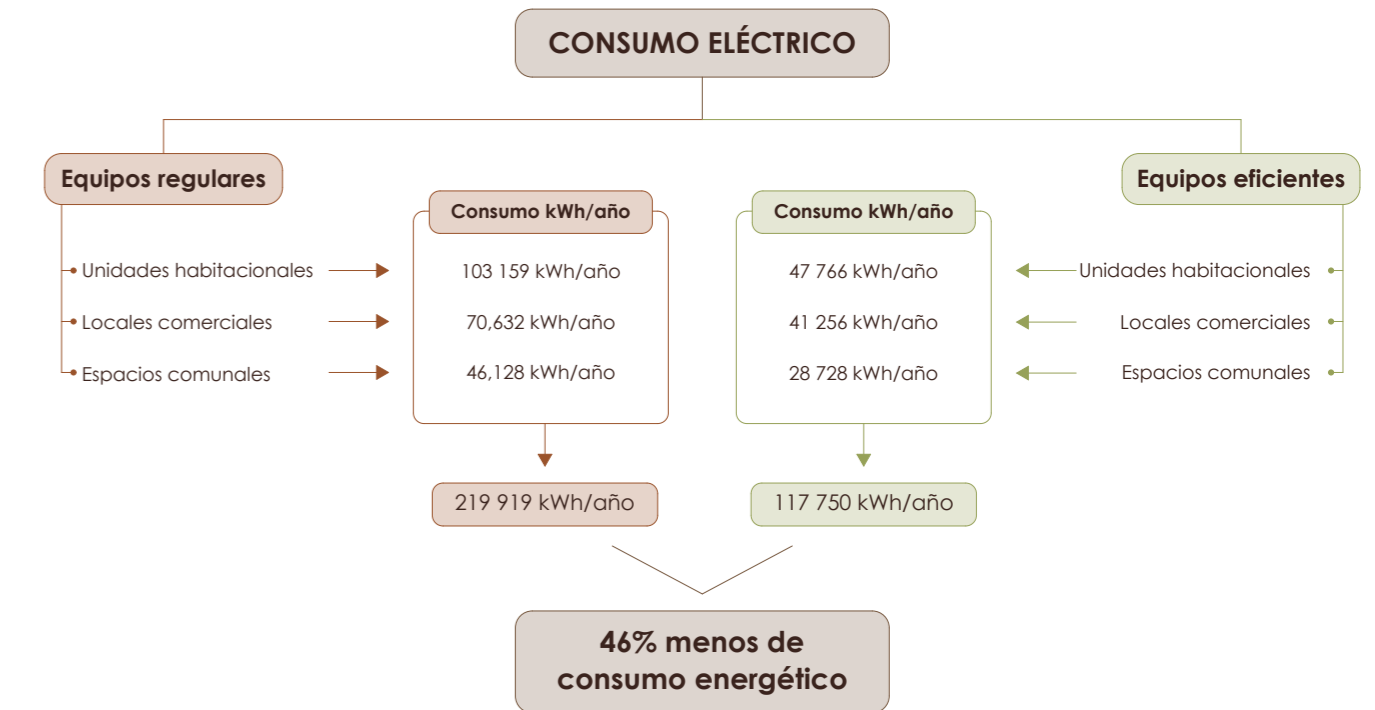 CONSUMO ELÉCTRICO
Equipos regulares
Equipos eficientes
Consumo kWh/año
Consumo kWh/año
Unidades habitacionales
103 159 kWh/año
47 766 kWh/año
Unidades habitacionales
Locales comerciales
70,632 kWh/año
41 256 kWh/año
Locales comerciales
Espacios comunales
46,128 kWh/año
28 728 kWh/año
Espacios comunales
219 919 kWh/año
117 750 kWh/año
46% menos de
consumo energético